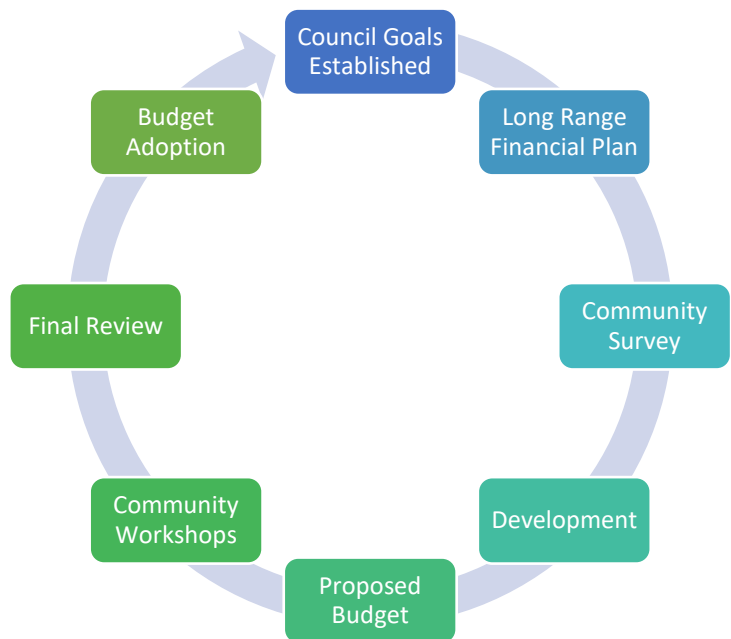 Council Goals
Established
Long Range
Financial Plan
Community
Survey
Development
Proposed
Budget
Community
Workshops
Final Review
Budget
Adoption